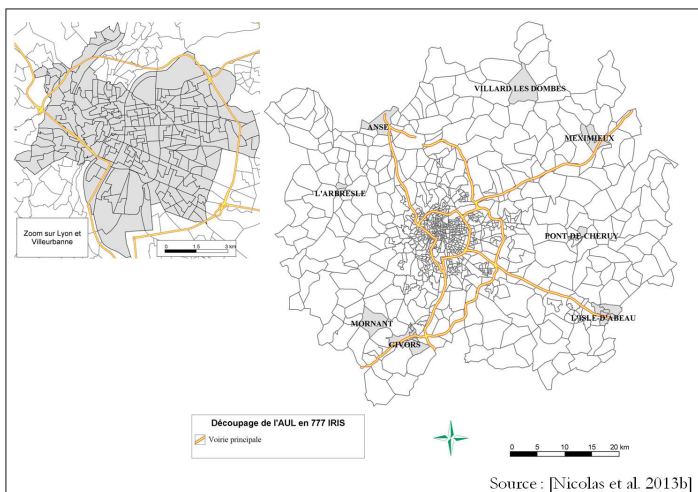 VILLARD LES DOMBES
ANSE
MEXIMIEUX
L'ARBRESLE
PONT-DE-CHERUY
MORNANT
L'ISLE-D'ABEAU
GIVORS
Zoom sur Lyon et
Villeurbanne
0 1.5 3 km
Découpage de l'AUL en 777 IRIS
Voirie principale
0 5 10 15 20 km
Source : [Nicolas et al. 2013b]